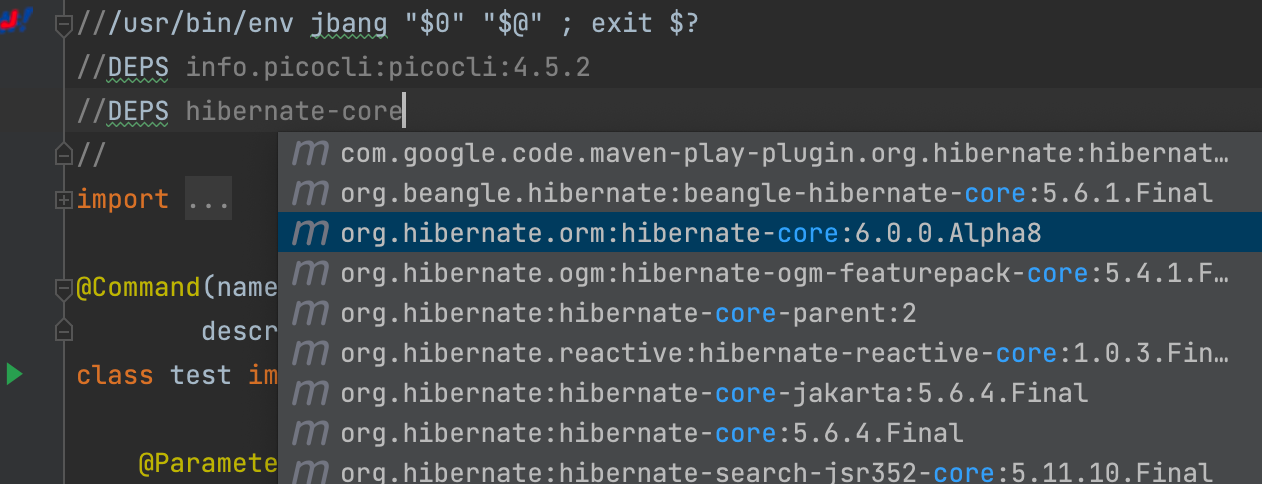 ///usr/bin/env jbang "$0" "$@" ; exit $?
//DEPS info.picocli:picocli:4.5.2
//DEPS hibernate-core
//
import ...
@Command(name
descr
class test im
@Paramete
m com.google.code.maven-play-plugin.org.hibernate:hibernat…
m org.beangle.hibernate:beangle-hibernate-core:5.6.1.Final
m org.hibernate.orm:hibernate-core:6.0.0.Alpha8
m org.hibernate.ogm:hibernate-ogm-featurepack-core:5.4.1.F…
m org.hibernate:hibernate-core-parent:2
m org.hibernate.reactive:hibernate-reactive-core:1.0.3.Fin…
m org.hibernate:hibernate-core-jakarta:5.6.4.Final
m org.hibernate:hibernate-core:5.6.4.Final
m org.hibernate:hibernate-search-jsr352-core:5.11.10.Final